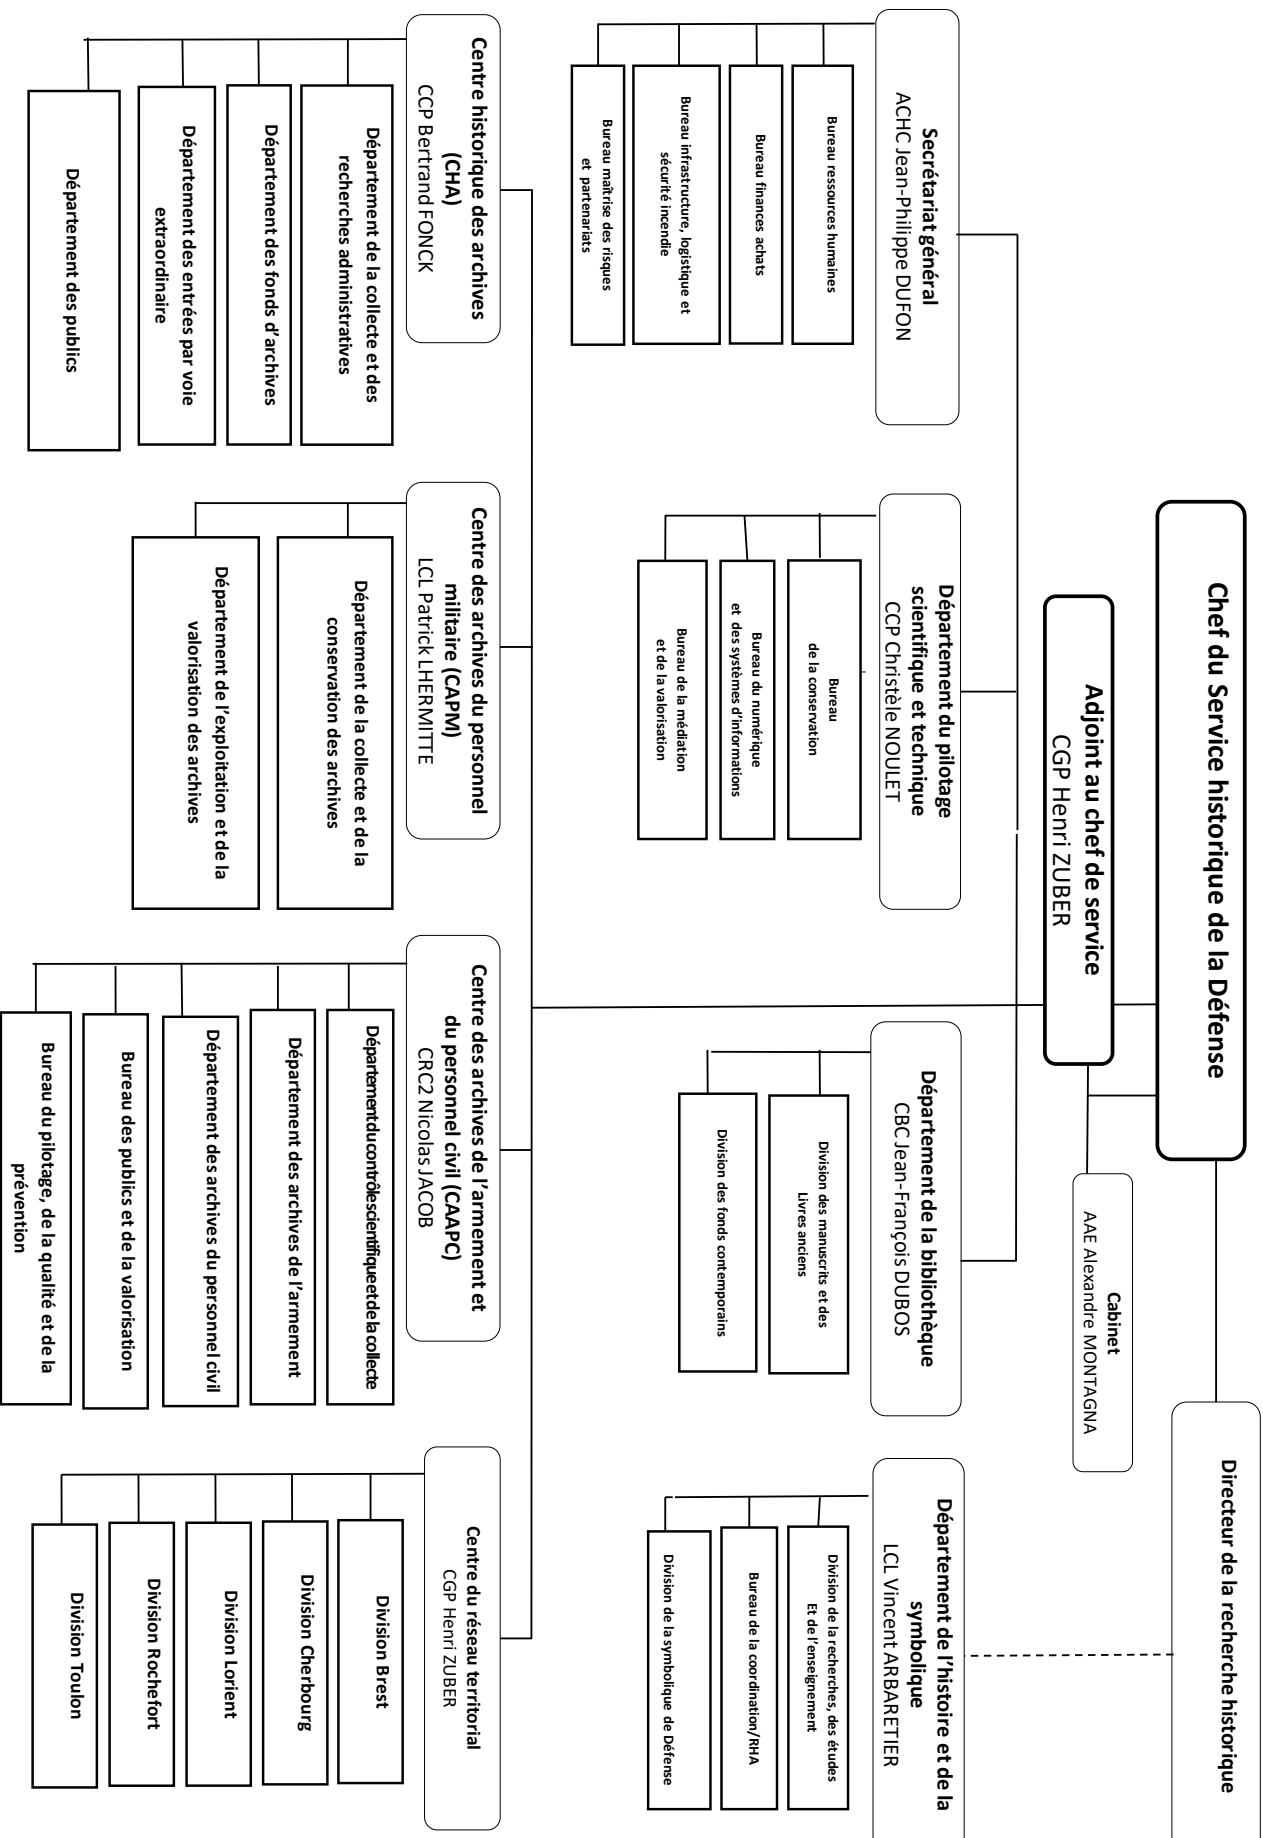 Chef du Service historique de la Défense
Directeur de la recherche historique
Adjoint au chef de service
CGP Henri ZUBER
Cabinet
AAE Alexandre MONTAGNA
Secrétariat général
ACHC Jean-Philippe DUFON
Bureau ressources humaines
Bureau finances achats
Bureau infrastructure, logistique et
sécurité incendie
Bureau maîtrise des risques
et partenariats
Département du pilotage
scientifique et technique
CCP Christèle NOULET
Bureau
de la conservation
Bureau du numérique
et des systèmes d'informations
Bureau de la médiation
et de la valorisation
Département de la bibliothèque
CBC Jean-François DUBOS
Division des manuscrits et des
Livres anciens
Division des fonds contemporains
Département de l'histoire et de la
symbolique
LCL Vincent ARBARETIER
Division de la recherches, des études
Et de l'enseignement
Bureau de la coordination/RHA
Division de la symbolique de Défense
Centre historique des archives
(CHA)
CCP Bertrand FONCK
Département de la collecte et des
recherches administratives
Département des fonds d'archives
Département des entrées par voie
extraordinaire
Département des publics
Centre des archives du personnel
militaire (CAPM)
LCL Patrick LHERMITTE
Département de la collecte et de la
conservation des archives
Département de l'exploitation et de la
valorisation des archives
Centre des archives de l'armement et
du personnel civil (CAAPC)
CRC2 Nicolas JACOB
Département du contrôle scientifique et de la collecte
Département des archives de l'armement
Département des archives du personnel civil
Bureau des publics et de la valorisation
Bureau du pilotage, de la qualité et de la
prévention
Centre du réseau territorial
CGP Henri ZUBER
Division Brest
Division Cherbourg
Division Lorient
Division Rochefort
Division Toulon